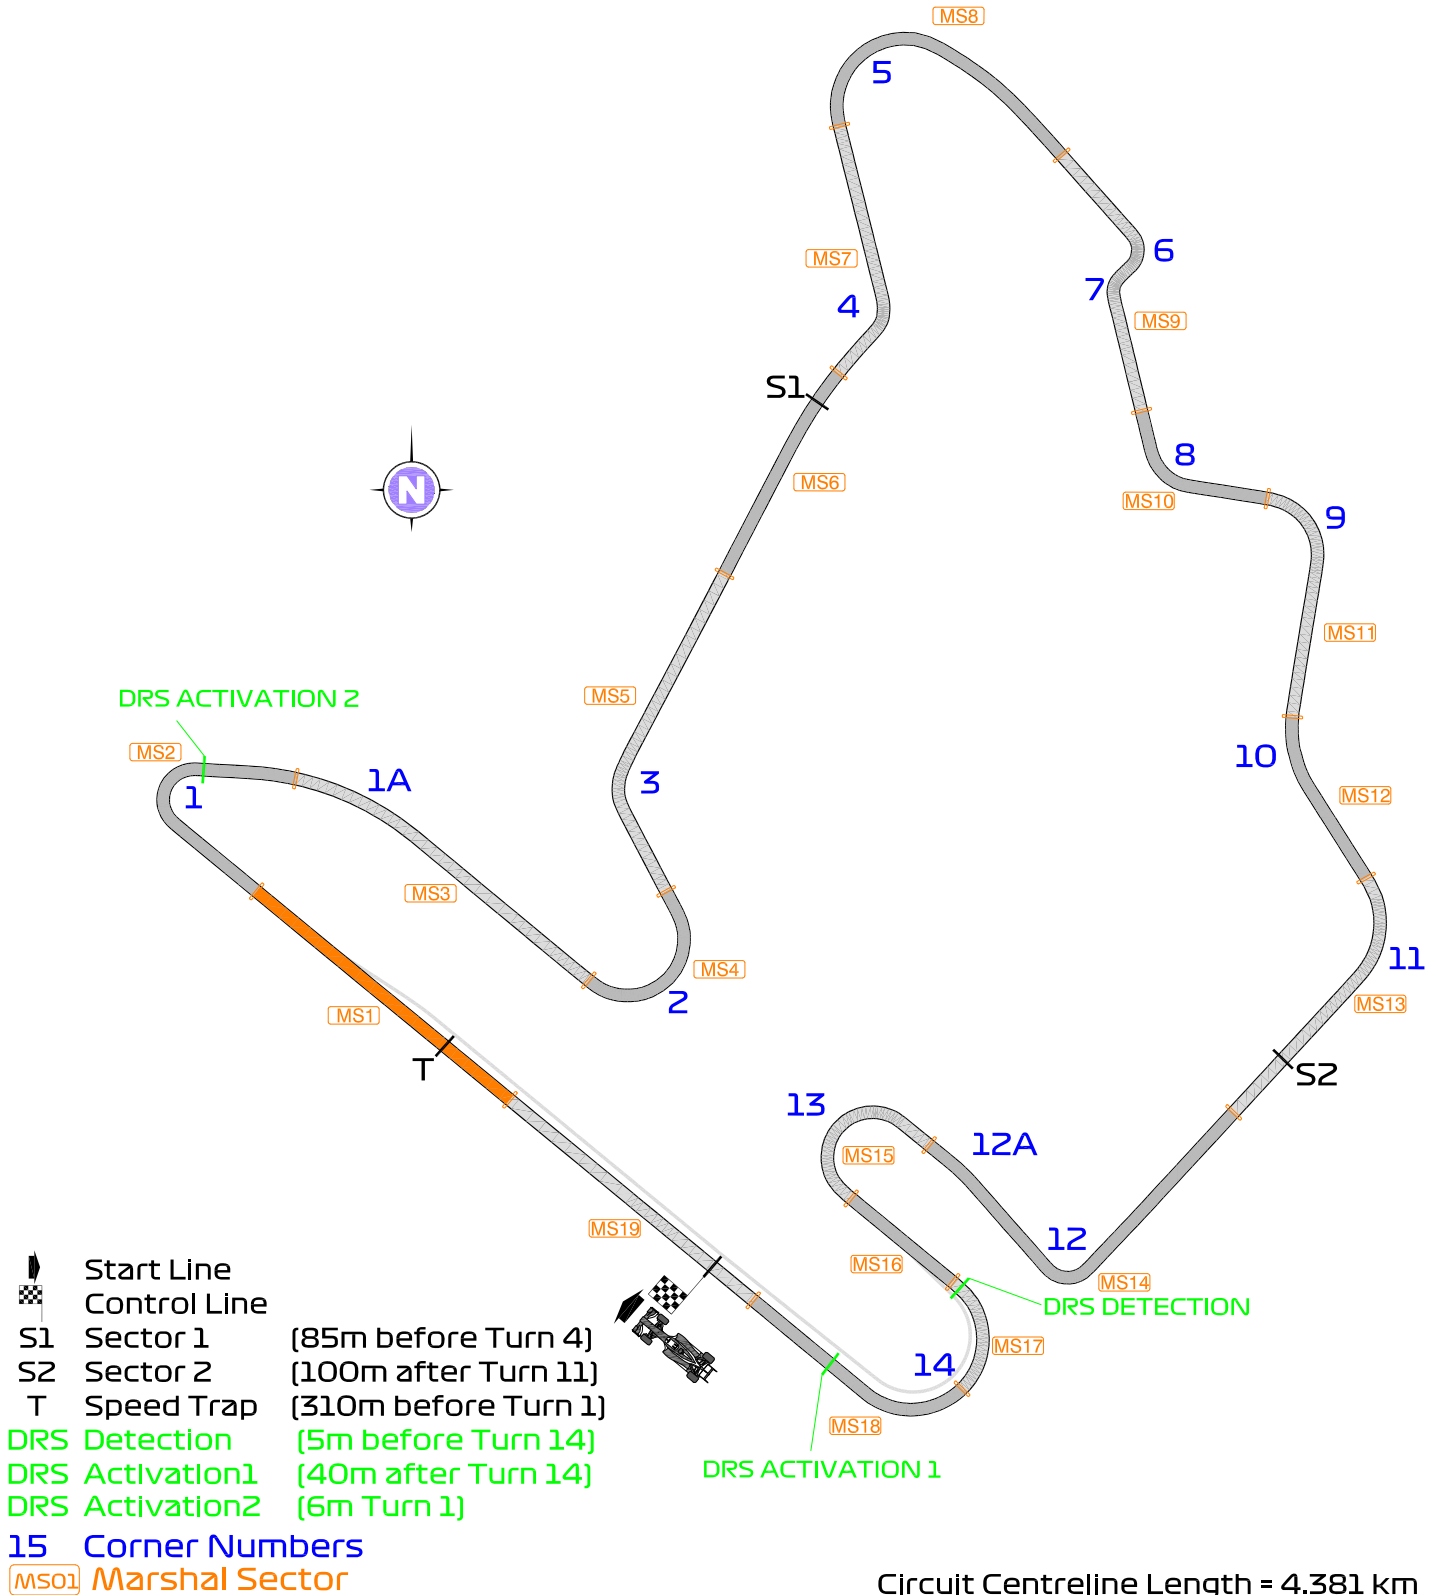 MS8
5
6
MS7
7
4
MS9
S1
8
MS6
MS10
N
9
MS11
DRS ACTIVATION 2
MS5
MS2
10
1A
3
1
MS12
MS3
11
MS4
2
MS13
MS1
T
S2
13
12A
MS15
MS19
12
MS16
MS14
DRS DETECTION
MS17
14
MS18
DRS ACTIVATION 1
Start Line
Control Line
S1 Sector 1 (85m before Turn 4)
S2 Sector 2 (100m after Turn 11)
T Speed Trap (310m before Turn 1)
DRS Detection (5m before Turn 14)
DRS Activation1 (40m after Turn 14)
DRS Activation2 (6m Turn 1)
15 Corner Numbers
MS01 Marshal Sector
Circuit Centreline Length = 4.381 km